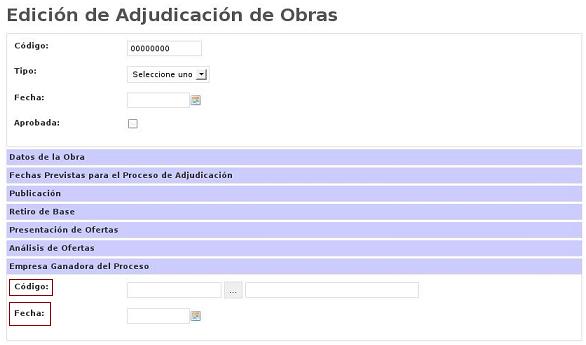 Edición de Adjudicación de Obras
Código: 00000000
Tipo: Seleccione uno
Fecha:
Aprobada:
Datos de la Obra
Fechas Previstas para el Proceso de Adjudicación
Publicación
Retiro de Base
Presentación de Ofertas
Análisis de Ofertas
Empresa Ganadora del Proceso
Código: ...
Fecha: